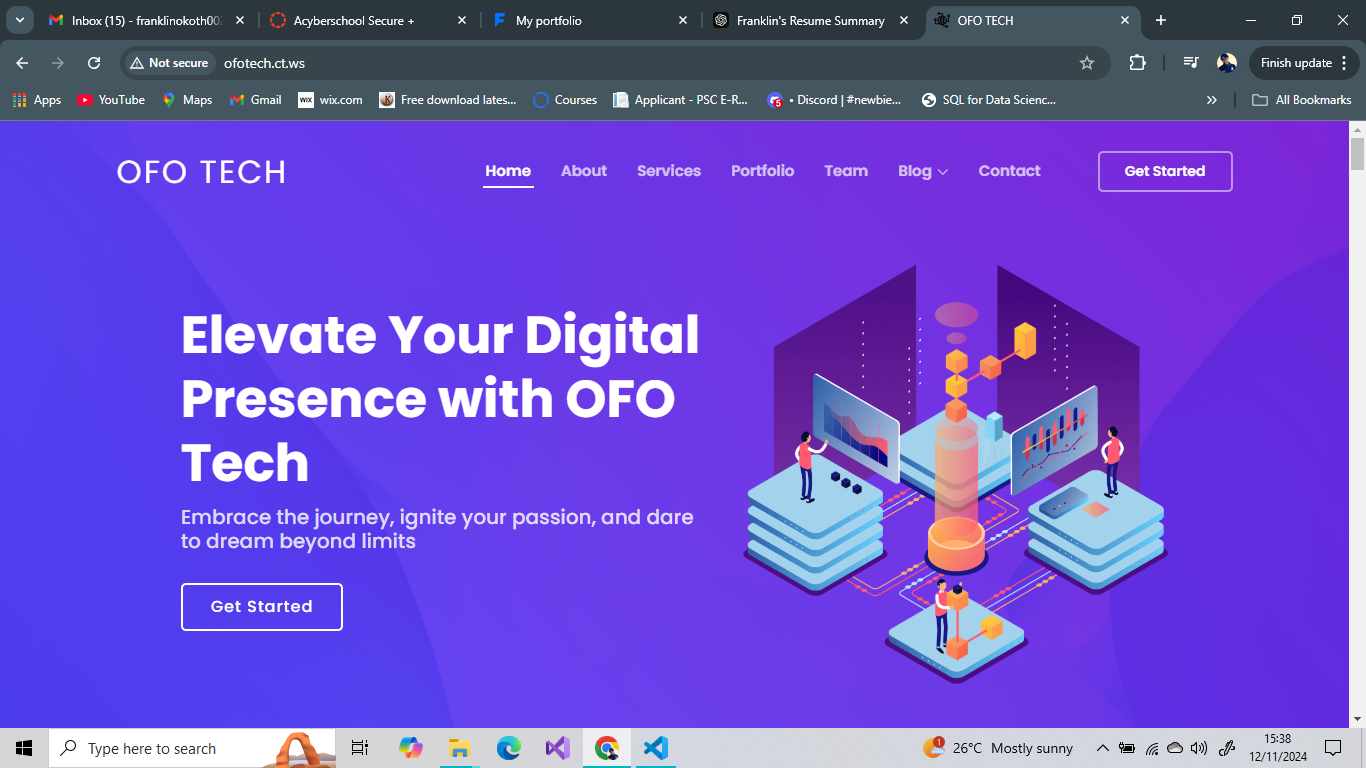 Inbox (15) - franklinokoth00
Acyberschool Secure +
My portfolio
Franklin's Resume Summary
OFO TECH
Not secure
ofotech.ct.ws
Finish update
Apps
YouTube
Maps
Gmail
WIX wix.com
Free download lates...
Courses
Applicant - PSC E-R...
5 • Discord | #newbie...
SQL for Data Scienc...
»
All Bookmarks
OFO TECH
Home
About
Services
Portfolio
Team
Blog
Contact
Get Started
Elevate Your Digital
Presence with OFO
Tech
Embrace the journey, ignite your passion, and dare
to dream beyond limits
Get Started
Type here to search
1
26°C Mostly sunny
15:38
12/11/2024